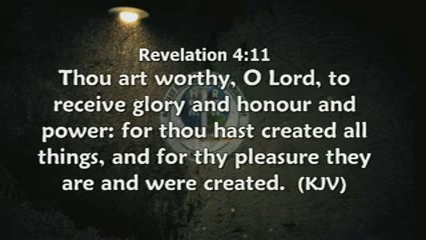 Revelation 4:11
Thou art worthy, O Lord, to
receive glory and honour and
power: for thou hast created all
things, and for thy pleasure they
are and were created. (KJV)